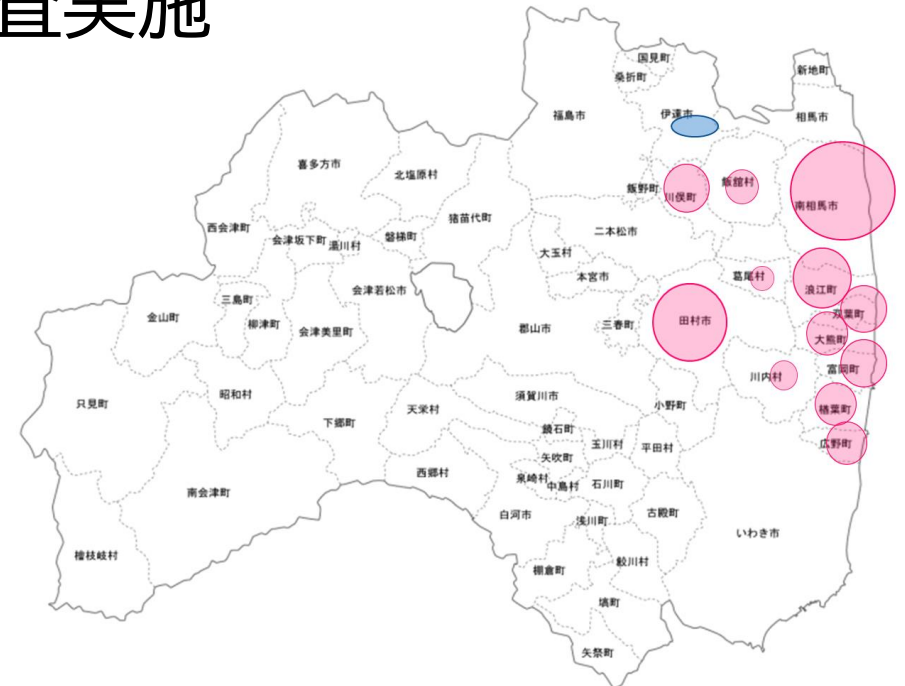 査実施
国見町
桑折町
新地町
福島市
伊達市
相馬市
喜多方市
北塩原村
飯野町
川俣町
飯舘村
南相馬市
西会津町
猪苗代町
会津坂下町
湯川村
磐梯町
二本松市
大玉村
本宮市
葛尾村
浪江町
三島町
会津若松市
金山町
柳津町
会津美里町
郡山市
三春町
田村市
双葉町
大熊町
富岡町
川内村
只見町
昭和村
下郷町
天栄村
須賀川市
小野町
楢葉町
鏡石町
玉川村
平田村
広野町
矢吹町
西郷村
泉崎村
中島村
石川町
南会津町
白河市
浅川町
古殿町
いわき市
檜枝岐村
棚倉町
鮫川村
塙町
矢祭町